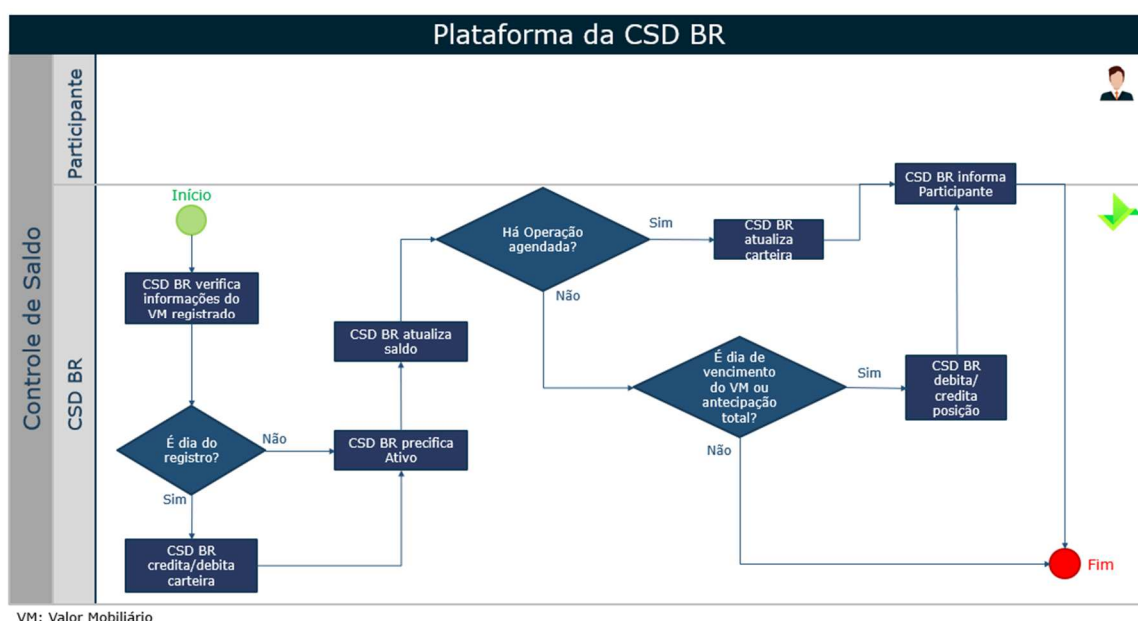 Plataforma da CSD BR
Controle de Saldo
Participante
CSD BR
Início
CSD BR verifica
informações do
VM registrado
É dia do
registro?
Não
Sim
CSD BR
credita/debita
carteira
CSD BR precifica
Ativo
CSD BR atualiza
saldo
Há Operação
agendada?
Sim
Não
CSD BR
atualiza
carteira
CSD BR informa
Participante
É dia de
vencimento
do VM ou
antecipação
total?
Sim
Não
CSD BR
debita/
credita
posição
Fim
VM: Valor Mobiliário